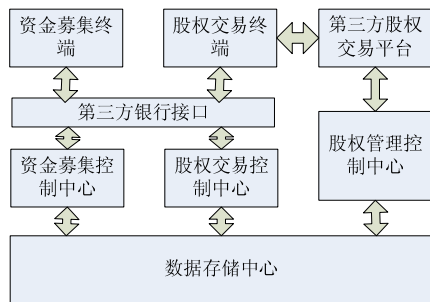 资金募集终
端
股权交易终
端
第三方股权
交易平台
第三方银行接口
资金募集控
制中心
股权交易控
制中心
股权管理控
制中心
数据存储中心